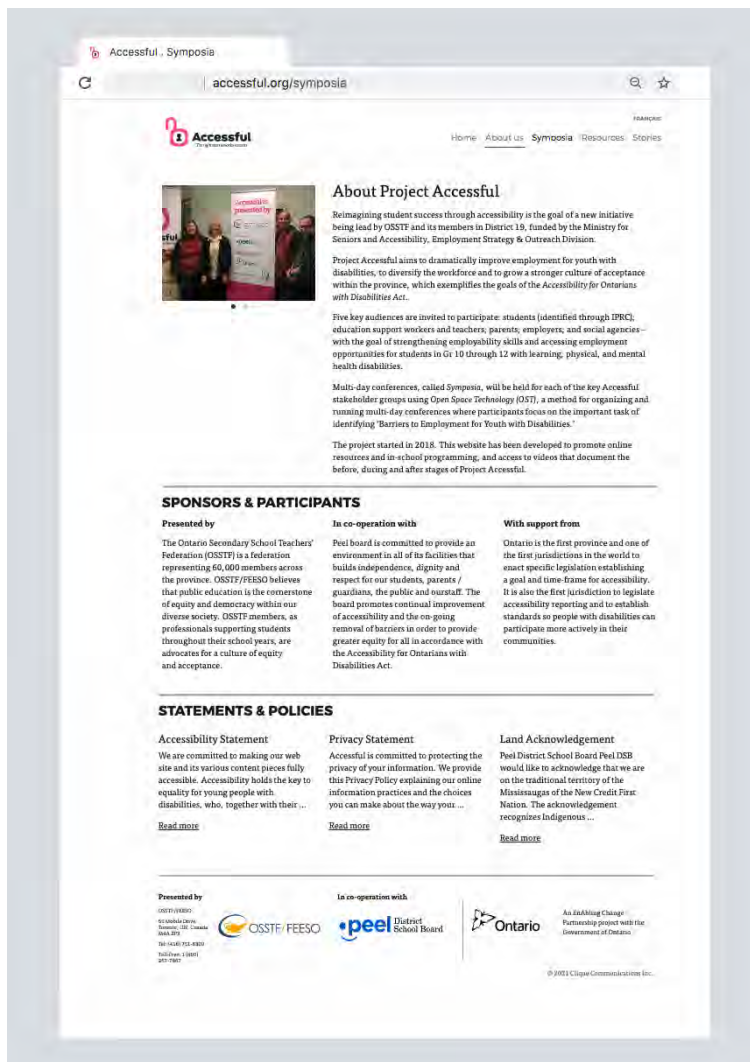 Accessful . Symposia
accessful.org/symposia
FRANÇAIS
Accessful
Home About us Symposia Resources Stories
Accessful is
presented by
About Project Accessful
Reimagining student success through accessibility is the goal of a new initiative
being lead by OSSTF and its members in District 19, funded by the Ministry for
Seniors and Accessibility, Employment Strategy & Outreach Division.
Project Accessful aims to dramatically improve employment for youth with
disabilities, to diversify the workforce and to grow a stronger culture of acceptance
within the province, which exemplifies the goals of the Accessibility for Ontarians
with Disabilities Act..
Five key audiences are invited to participate: students (identified through IPRC);
education support workers and teachers; parents; employers; and social agencies—
with the goal of strengthening employability skills and accessing employment
opportunities for students in Gr 10 through 12 with learning, physical, and mental
health disabilities.
Multi-day conferences, called Symposia, will be held for each of the key Accessful
stakeholder groups using Open Space Technology (OST), a method for organizing and
running multi-day conferences where participants focus on the important task of
identifying 'Barriers to Employment for Youth with Disabilities.'
The project started in 2018. This website has been developed to promote online
resources and in-school programming, and access to videos that document the
before, during and after stages of Project Accessful.
SPONSORS & PARTICIPANTS
Presented by
The Ontario Secondary School Teachers'
Federation (OSSTF) is a federation
representing 60,000 members across
the province. OSSTF/FEESO believes
that public education is the cornerstone
of equity and democracy within our
diverse society. OSSTF members, as
professionals supporting students
throughout their school years, are
advocates for a culture of equity
and acceptance.
In co-operation with
Peel board is committed to provide an
environment in all of its facilities that
builds independence, dignity and
respect for our students, parents /
guardians, the public and ourstaff. The
board promotes continual improvement
of accessibility and the on-going
removal of barriers in order to provide
greater equity for all in accordance with
the Accessibility for Ontarians with
Disabilities Act.
With support from
Ontario is the first province and one of
the first jurisdictions in the world to
enact specific legislation establishing
a goal and time-frame for accessibility.
It is also the first jurisdiction to legislate
accessibility reporting and to establish
standards so people with disabilities can
participate more actively in their
communities.
STATEMENTS & POLICIES
Accessibility Statement
We are committed to making our web
site and its various content pieces fully
accessible. Accessibility holds the key to
equality for young people with
disabilities, who, together with their ...
Read more
Privacy Statement
Accessful is committed to protecting the
privacy of your information. We provide
this Privacy Policy explaining our online
information practices and the choices
you can make about the way your ...
Read more
Land Acknowledgement
Peel District School Board Peel DSB
would like to acknowledge that we are
on the traditional territory of the
Mississaugas of the New Credit First
Nation. The acknowledgement
recognizes Indigenous ...
Read more
Presented by
OSSTF/FEESO
60 Mobile Drive
Toronto, ON, Canada
OSSTF/FEESO
In co-operation with
peel District
School Board
Ontario
An EnAbling Change
Partnership project with the
Government of Ontario
© 2021 Clique Communications Inc.